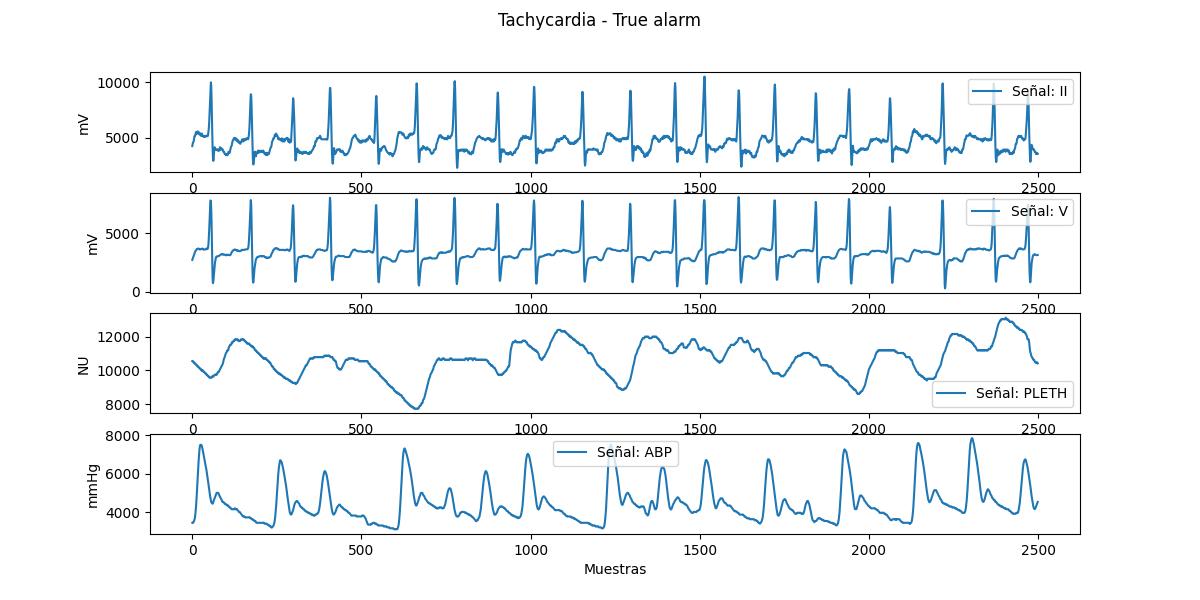 Tachycardia - True alarm
10000
5000
mV
Señal: II
0 500 1000 1500 2000 2500
5000
0
mV
Señal: V
0 500 1000 1500 2000 2500
12000
10000
8000
NU
Señal: PLETH
0 500 1000 1500 2000 2500
8000
6000
4000
mmHg
Señal: ABP
0 500 1000 1500 2000 2500
Muestras